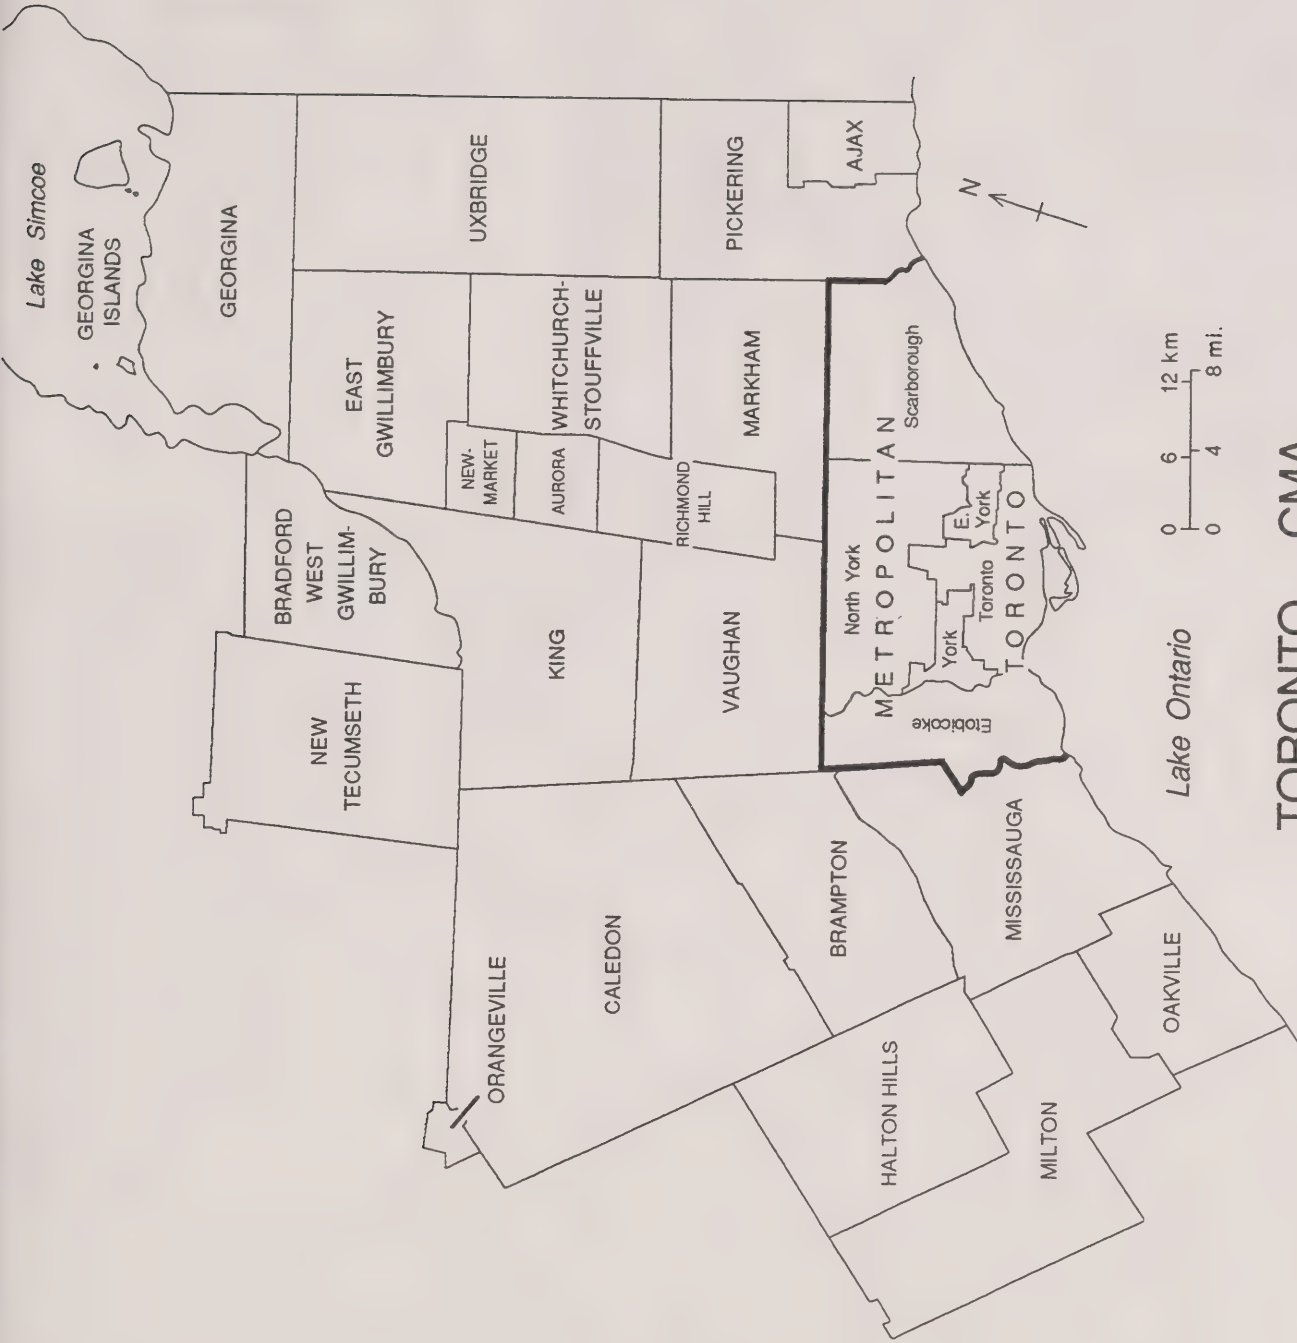 Lake Simcoe
GEORGINA
ISLANDS
GEORGINA
BRADFORD
WEST
GWILLIM-
BURY
NEW
TECUMSETH
EAST
GWILLIMBURY
UXBRIDGE
NEW-
MARKET
ORANGEVILLE
WHITCHURCH-
STOUFFVILLE
AURORA
KING
CALEDON
RICHMOND
HILL
PICKERING
VAUGHAN
MARKHAM
BRAMPTON
AJAX
HALTON HILLS
North York
METROPOLITAN
Scarborough
Etobicoke
York
E.
York
Toronto
TORONTO
MISSISSAUGA
MILTON
N
OAKVILLE
Lake Ontario
0 6 12 km
0 4 8 mi.
TORONTO CMA